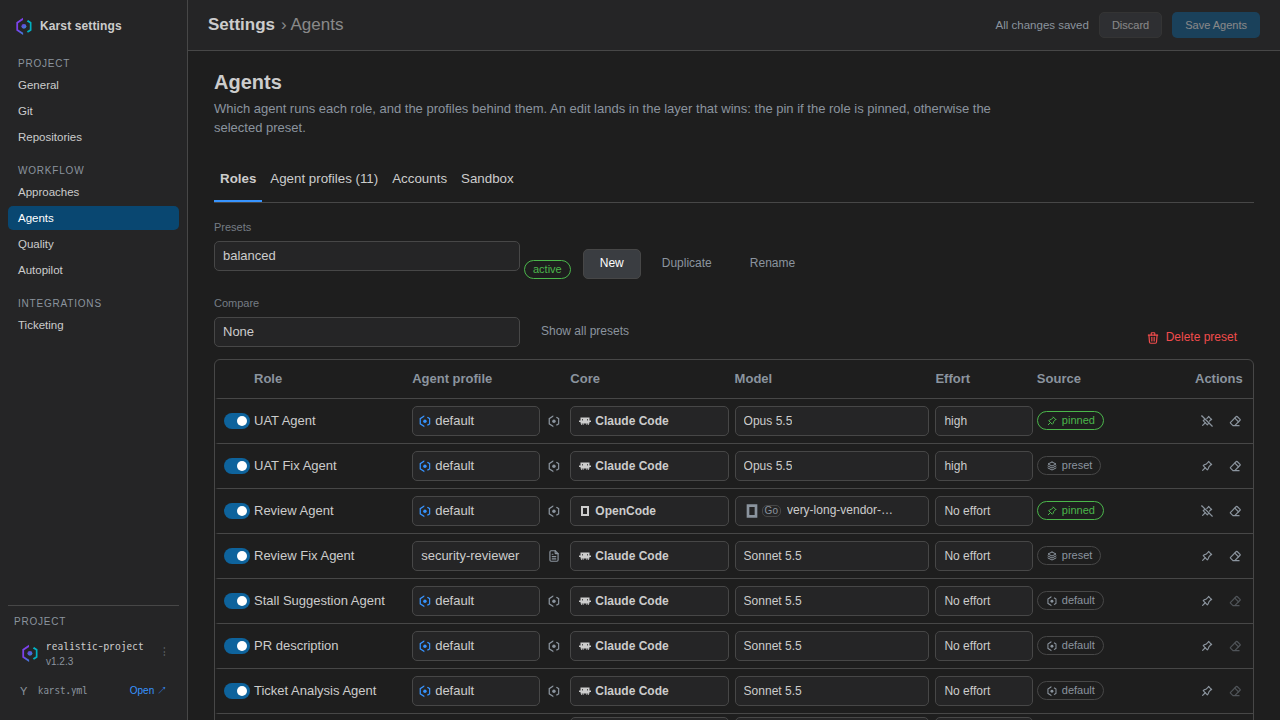 Karst settings
Settings › Agents
All changes saved
Discard
Save Agents
PROJECT
General
Git
Repositories
WORKFLOW
Approaches
Agents
Quality
Autopilot
INTEGRATIONS
Ticketing
PROJECT
realistic-project
v1.2.3
Y karst.yml
Open ↗
Agents
Which agent runs each role, and the profiles behind them. An edit lands in the layer that wins: the pin if the role is pinned, otherwise the
selected preset.
Roles Agent profiles (11) Accounts Sandbox
Presets
balanced
active
New
Duplicate
Rename
Compare
None
Show all presets
Delete preset
Role Agent profile Core Model Effort Source Actions
UAT Agent default Claude Code Opus 5.5 high pinned
UAT Fix Agent default Claude Code Opus 5.5 high preset
Review Agent default OpenCode Go very-long-vendor-… No effort pinned
Review Fix Agent security-reviewer Claude Code Sonnet 5.5 No effort preset
Stall Suggestion Agent default Claude Code Sonnet 5.5 No effort default
PR description default Claude Code Sonnet 5.5 No effort default
Ticket Analysis Agent default Claude Code Sonnet 5.5 No effort default